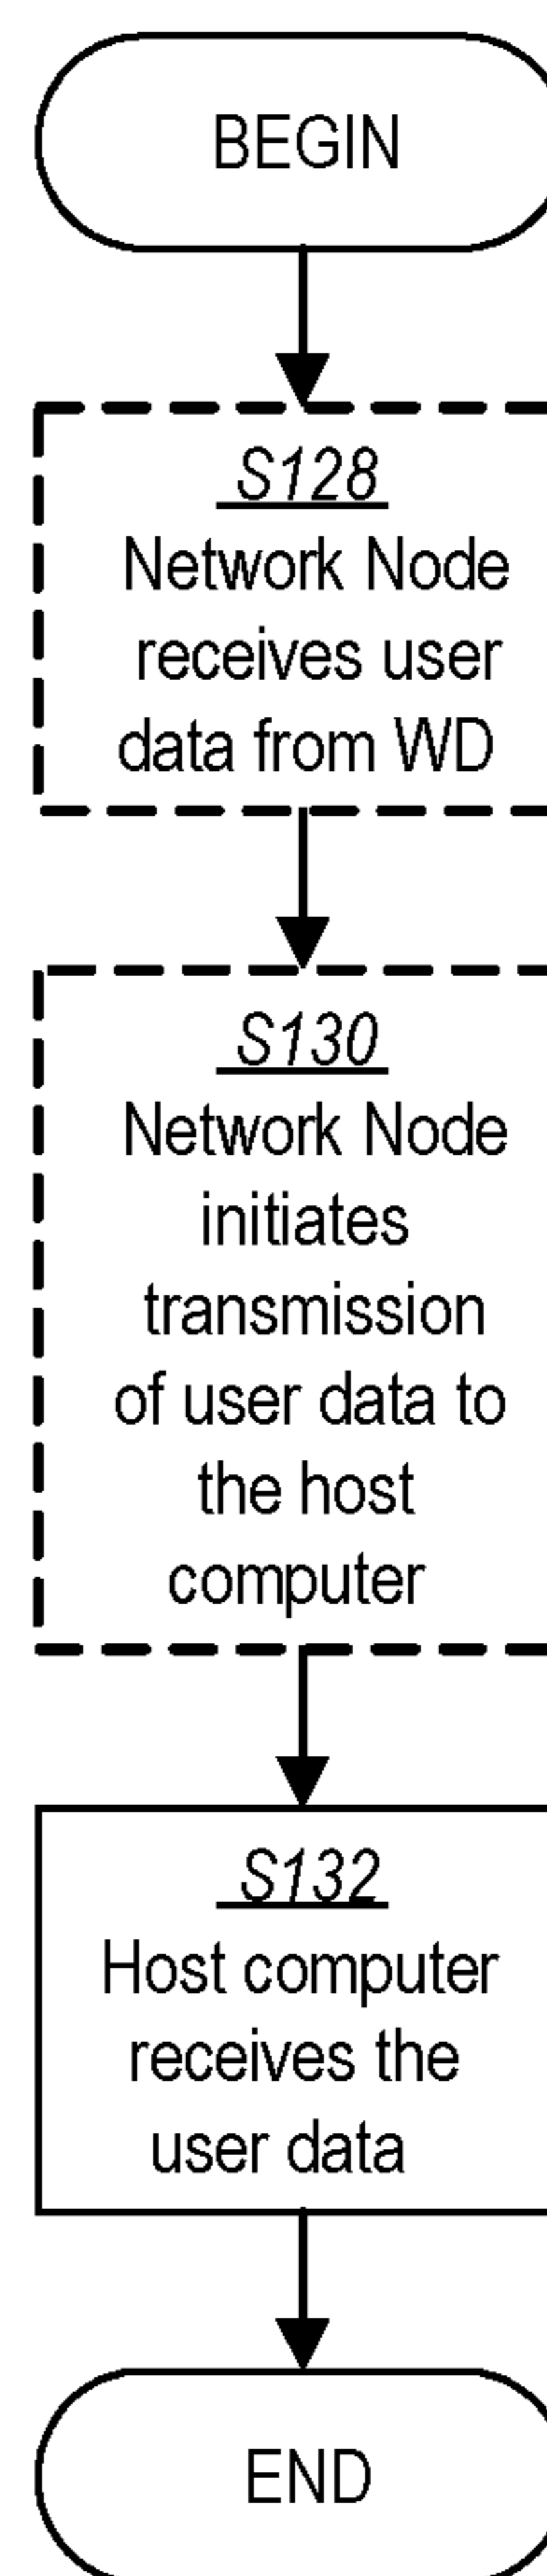 BEGIN
S128
Network Node
receives user
data from WD
S130
Network Node
initiates
transmission
of user data to
the host
computer
S132
Host computer
receives the
user data
END